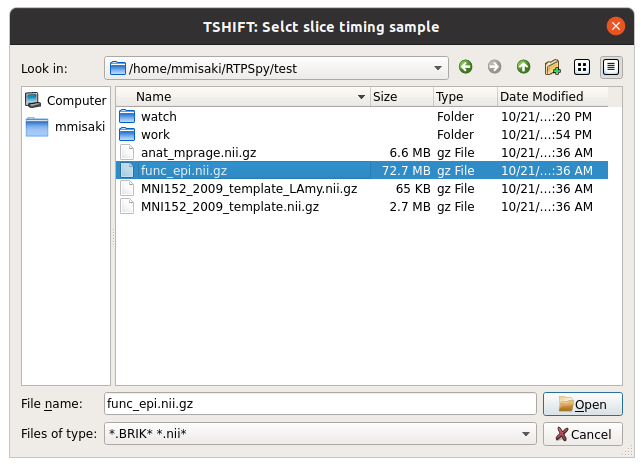 TSHIFT: Selct slice timing sample
Look in: /home/mmisaki/RTPSpy/test
Computer
mmisaki
Name Size Type Date Modified
watch Folder 10/21/...:20 PM
work Folder 10/21/...:54 PM
anat_mprage.nii.gz 6.6 MB gz File 10/21/...:36 AM
func_epi.nii.gz 72.7 MB gz File 10/21/...:36 AM
MNI152_2009_template_LAmy.nii.gz 65 KB gz File 10/21/...:36 AM
MNI152_2009_template.nii.gz 2.7 MB gz File 10/21/...:36 AM
File name: func_epi.nii.gz Open
Files of type: *.BRIK* *.nii* Cancel